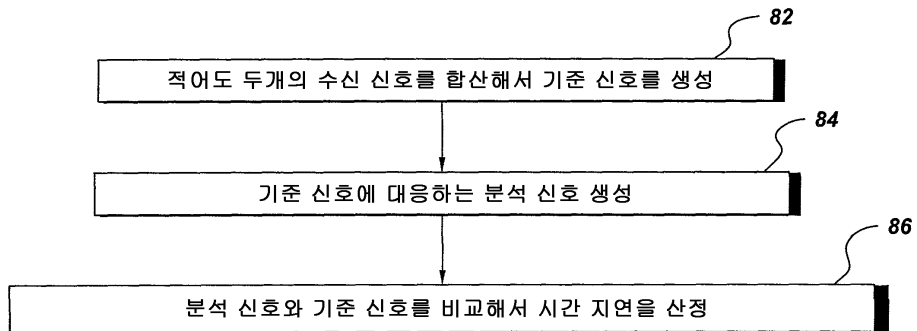 82
적어도 두개의 수신 신호를 합산해서 기준 신호를 생성
84
기준 신호에 대응하는 분석 신호 생성
86
분석 신호와 기준 신호를 비교해서 시간 지연을 산정